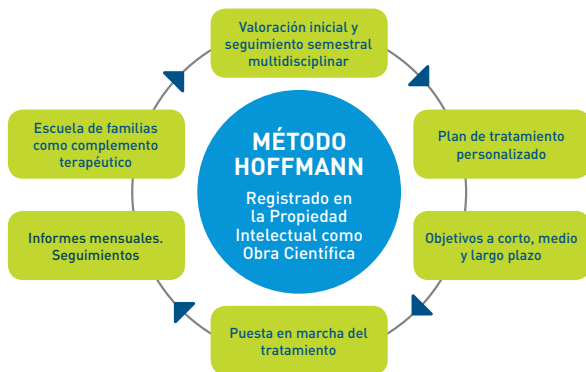 Valoración inicial y
seguimiento semestral
multidisciplinar
Escuela de familias
como complemento
terapéutico
MÉTODO
HOFFMANN
Registrado en
la Propiedad
Intelectual como
Obra Científica
Plan de tratamiento
personalizado
Informes mensuales.
Seguimientos
Objetivos a corto, medio
y largo plazo
Puesta en marcha del
tratamiento